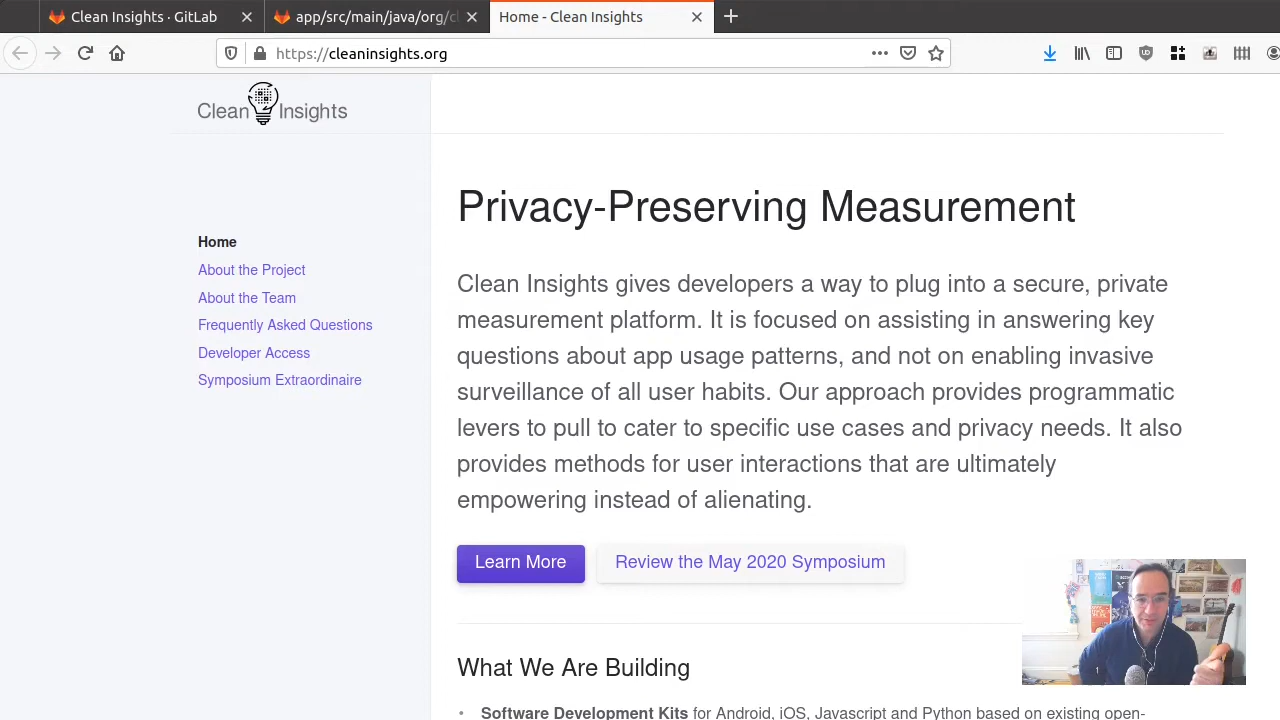 Clean Insights · GitLab
app/src/main/java/org/cl
Home - Clean Insights
https://cleaninsights.org
Clean Insights
Home
About the Project
About the Team
Frequently Asked Questions
Developer Access
Symposium Extraordinaire
Privacy-Preserving Measurement
Clean Insights gives developers a way to plug into a secure, private
measurement platform. It is focused on assisting in answering key
questions about app usage patterns, and not on enabling invasive
surveillance of all user habits. Our approach provides programmatic
levers to pull to cater to specific use cases and privacy needs. It also
provides methods for user interactions that are ultimately
empowering instead of alienating.
Learn More
Review the May 2020 Symposium
What We Are Building
• Software Development Kits for Android, iOS, Javascript and Python based on existing open-